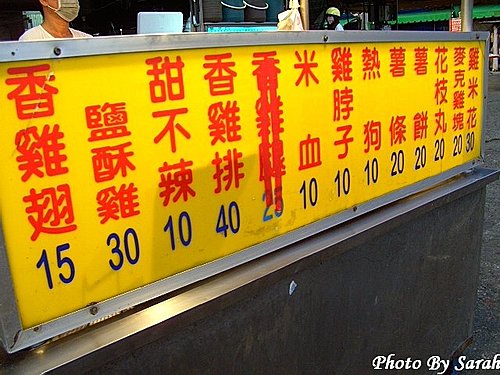 香雞翅 15
鹽酥雞 30
甜不辣 10
香雞排 40
25
米血 10
雞脖子 10
熱狗 10
薯條 20
薯餅 20
花枝丸 20
麥克雞塊 20
雞米花 30
Photo By Sarah